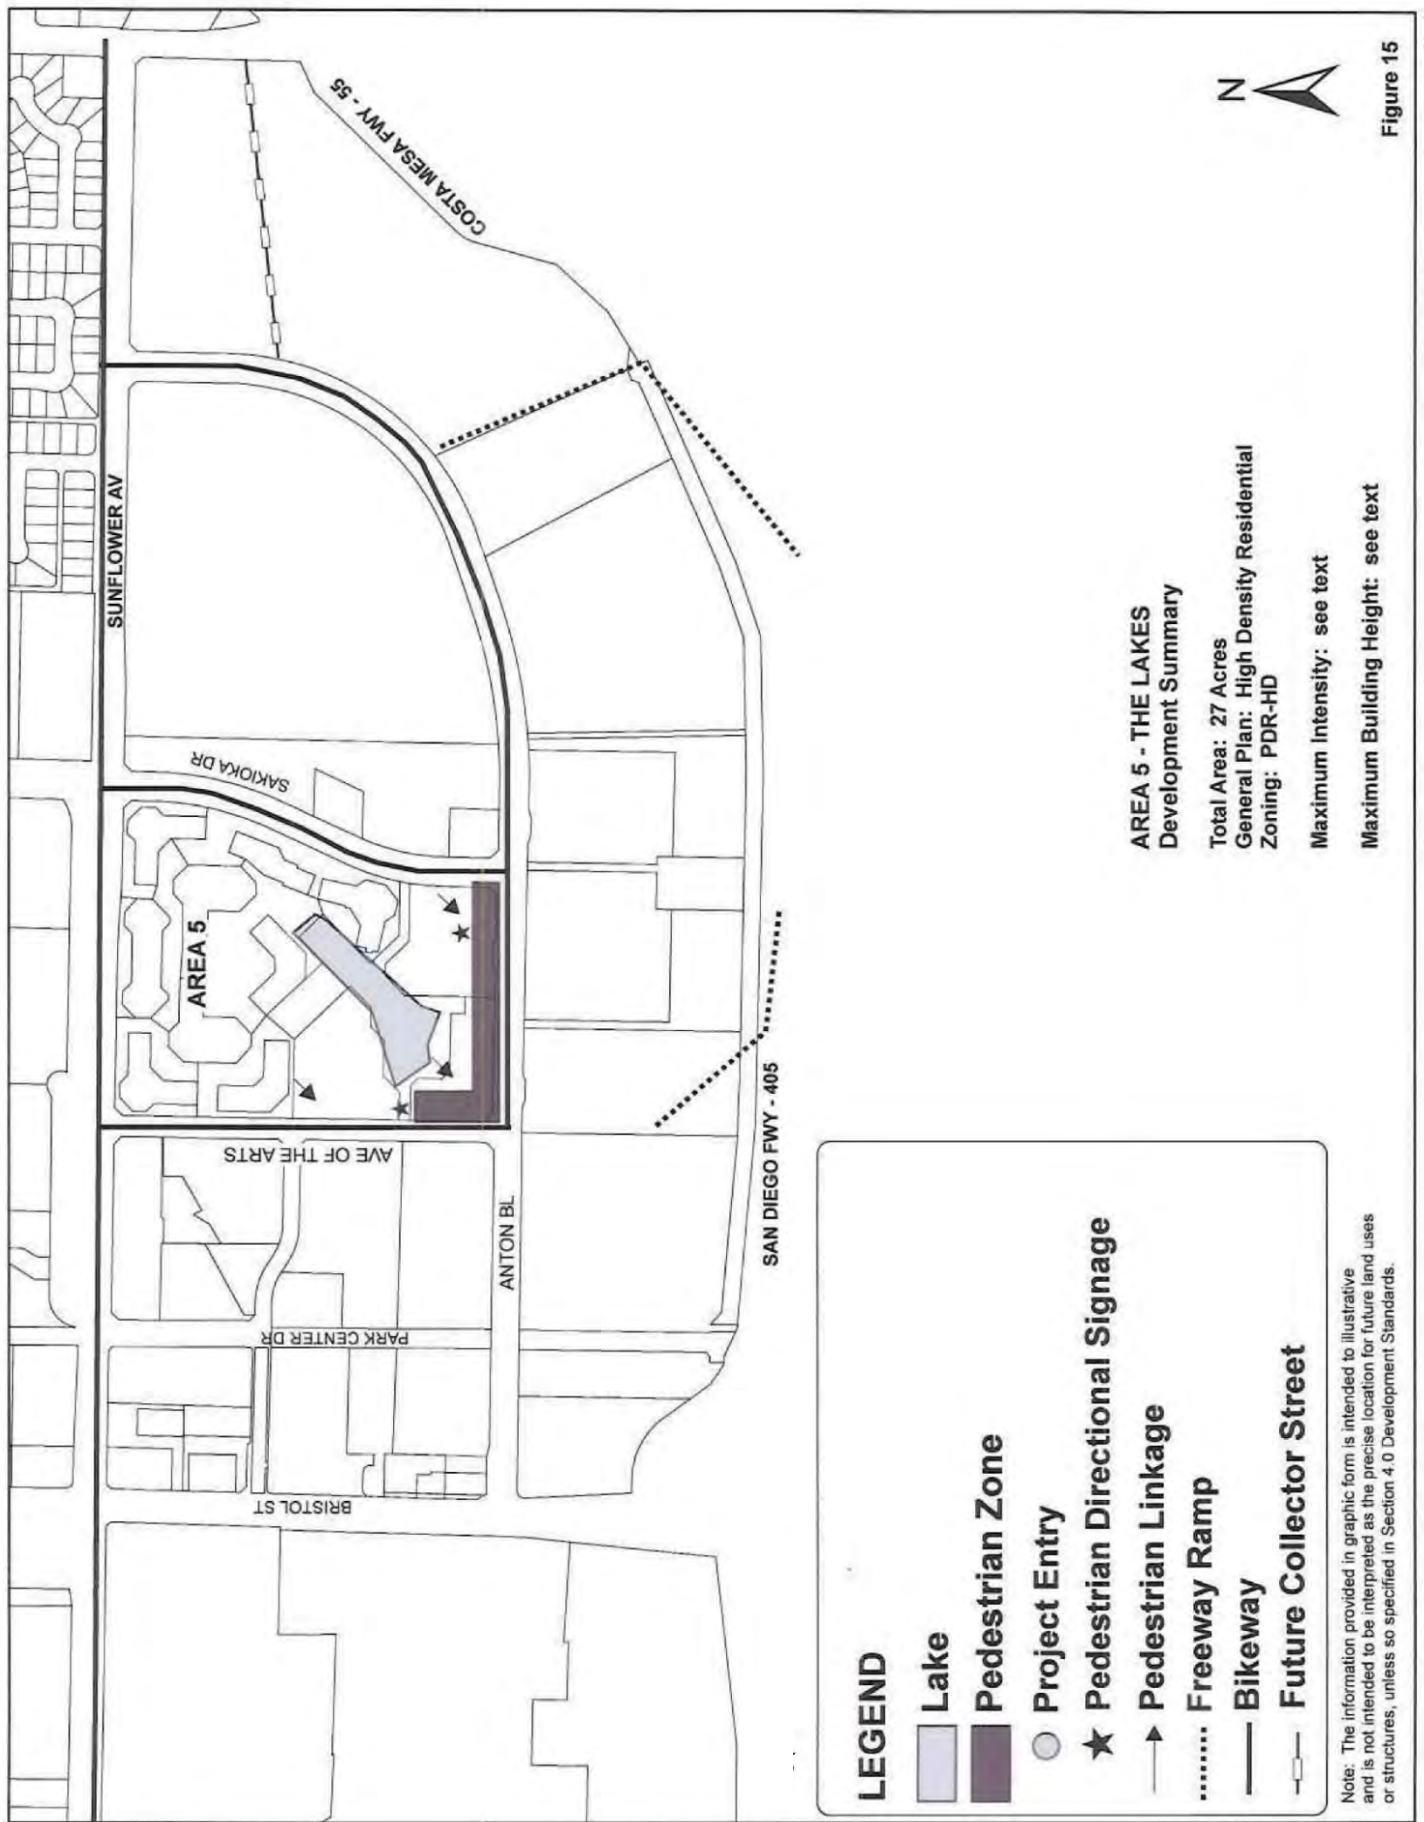 SUNFLOWER AV
COSTA MESA FWY - 55
SAKIOKA DR
AREA 5
AVE OF THE ARTS
ANTON BL
PARK CENTER DR
BRISTOL ST
SAN DIEGO FWY - 405
N
LEGEND
Lake
Pedestrian Zone
Project Entry
Pedestrian Directional Signage
Pedestrian Linkage
Freeway Ramp
Bikeway
Future Collector Street
AREA 5 - THE LAKES
Development Summary
Total Area: 27 Acres
General Plan: High Density Residential
Zoning: PDR-HD
Maximum Intensity: see text
Maximum Building Height: see text
Note: The information provided in graphic form is intended to illustrative
and is not intended to be interpreted as the precise location for future land uses
or structures, unless so specified in Section 4.0 Development Standards.
Figure 15